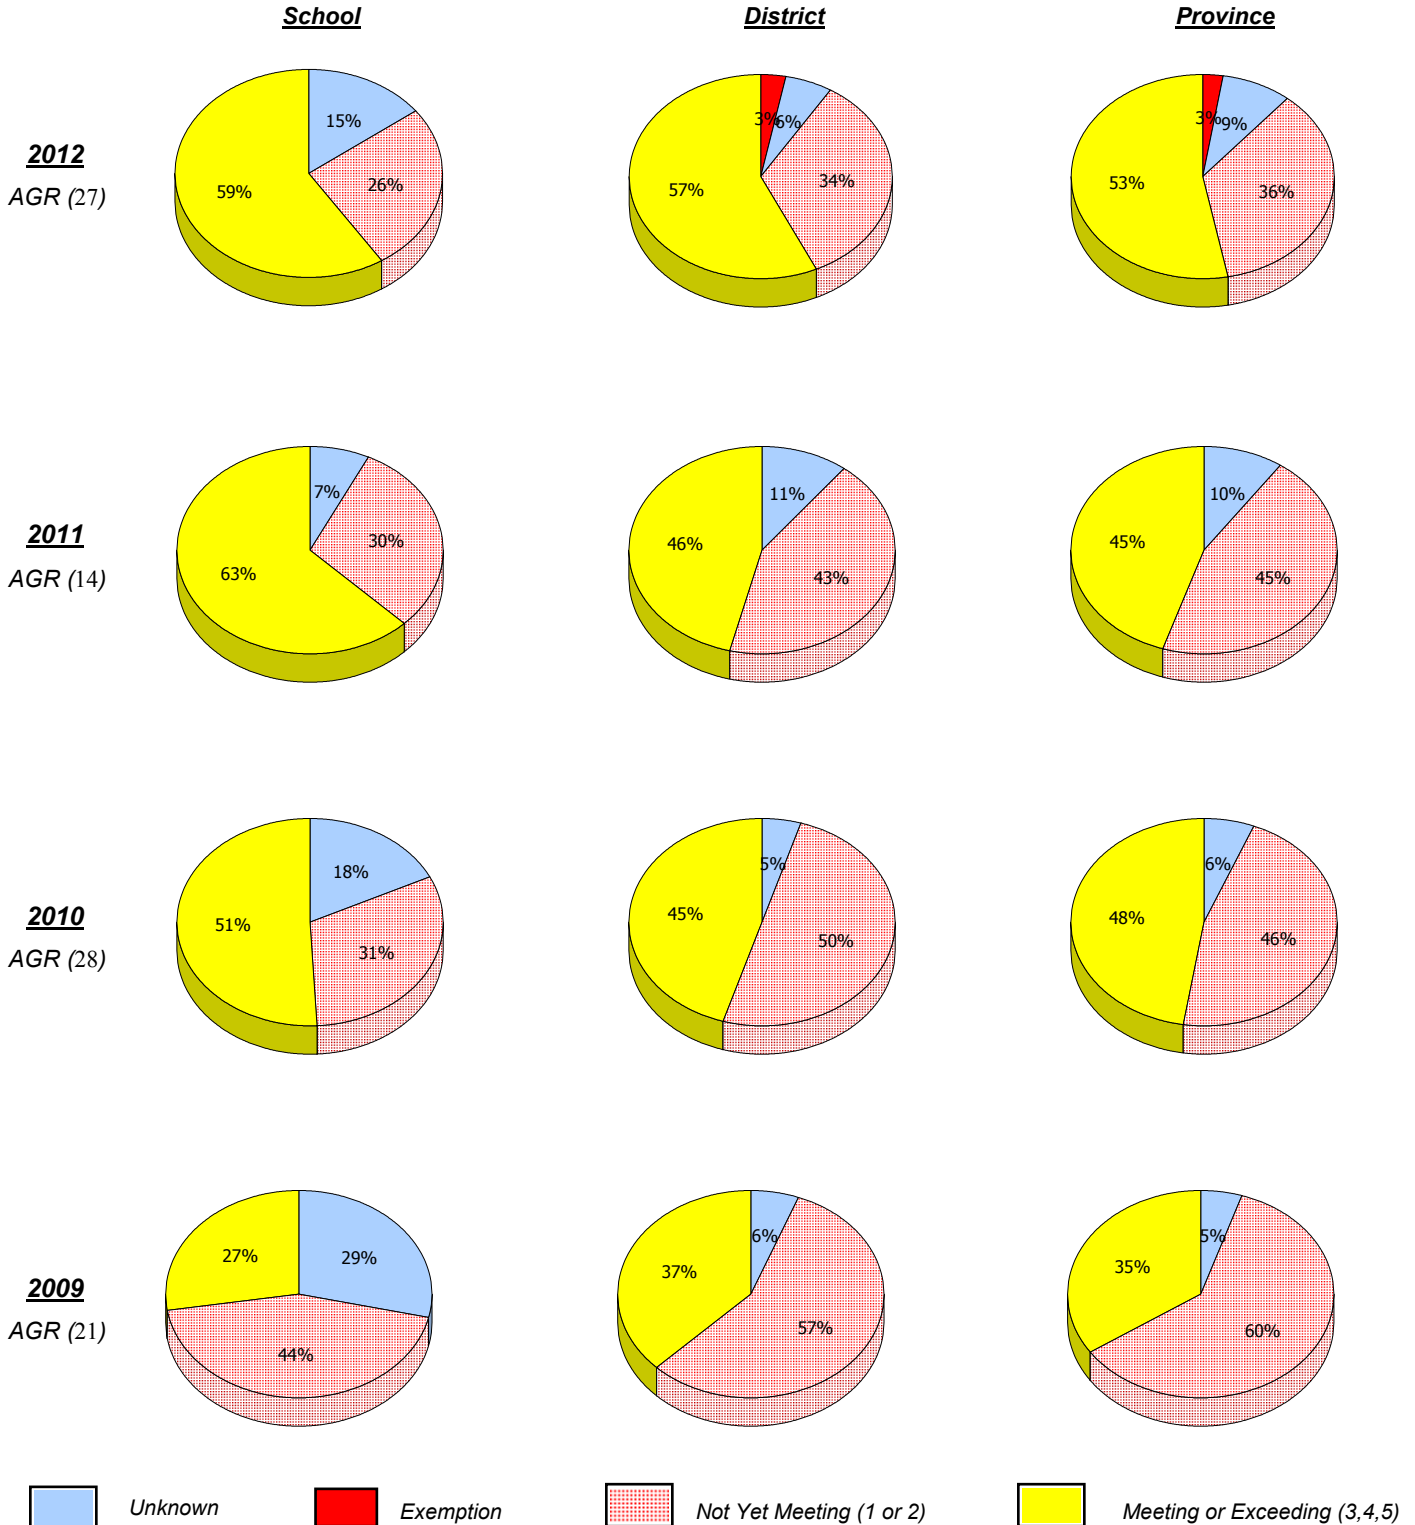 School District Province
15% 3% 6% 3% 9%
2012
59% 26% 57% 34% 53% 36%
AGR (27)
7% 11% 10%
2011
63% 30% 46% 43% 45% 45%
AGR (14)
18% 5% 6%
2010
51% 31% 45% 50% 48% 46%
AGR (28)
27% 29% 37% 6% 35% 5%
2009
AGR (21)
44% 57% 60%
Unknown Exemption Not Yet Meeting (1 or 2) Meeting or Exceeding (3,4,5)